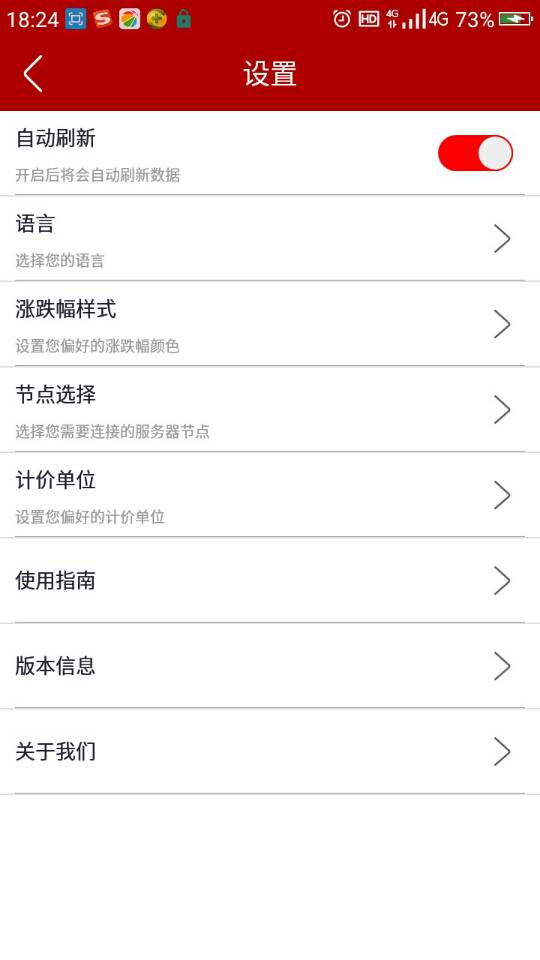 18:24 HD 4G 4G 73%
设置
自动刷新
开启后将会自动刷新数据
语言
选择您的语言
涨跌幅样式
设置您偏好的涨跌幅颜色
节点选择
选择您需要连接的服务器节点
计价单位
设置您偏好的计价单位
使用指南
版本信息
关于我们